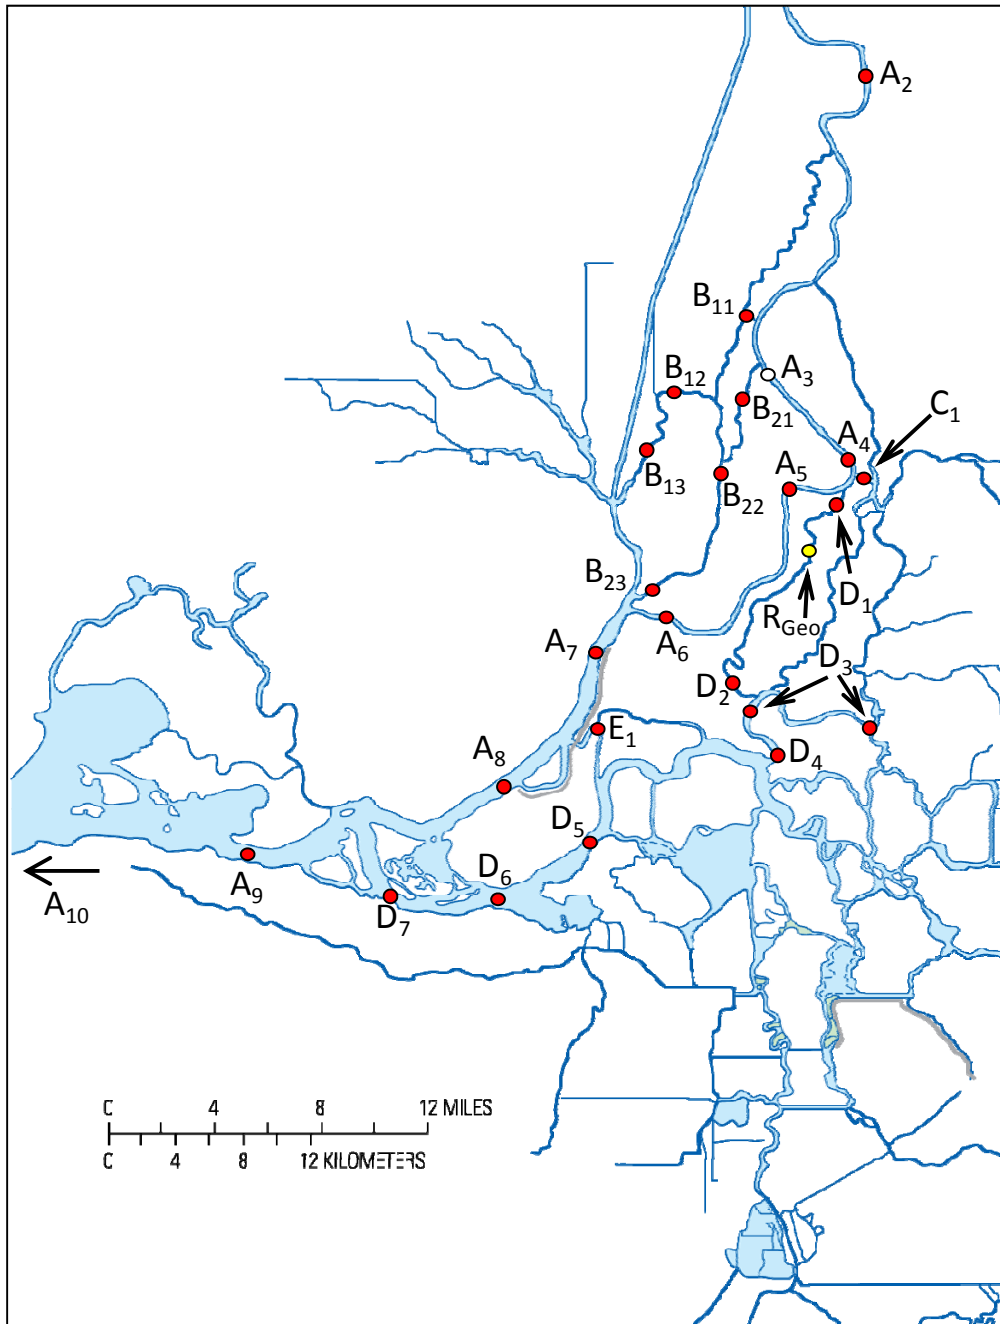 A2
B11
A3
B12
B21
C1
A4
A5
B13
B22
B23
D1
RGeo
A6
A7
D3
D2
E1
A8
D4
D5
D6
A9
D7
A10
C 4 8 12 MILES
C 4 8 12 KILOMETERS